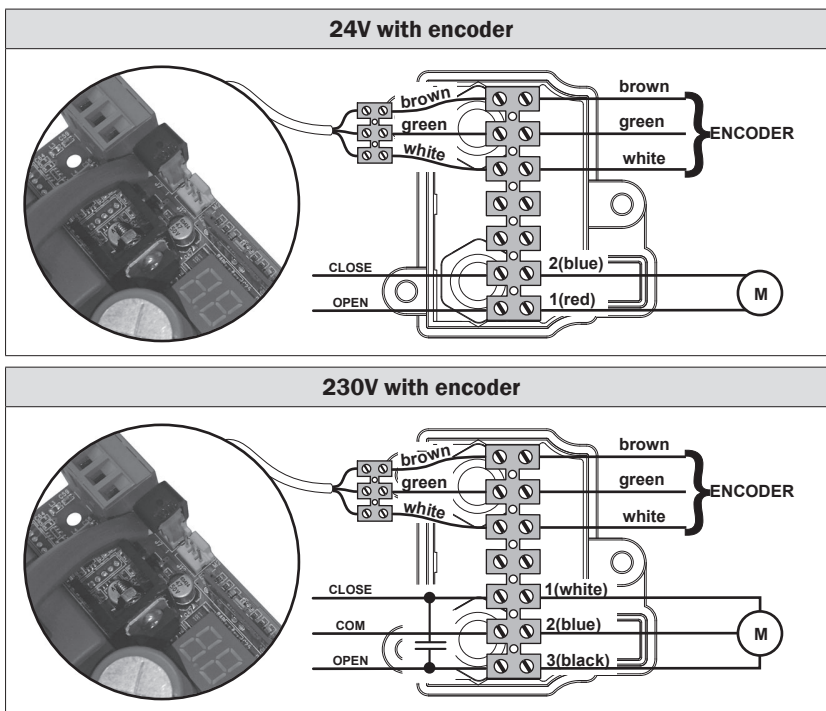 24V with encoder
brown
brown
green
green
ENCODER
white
white
CLOSE
2(blue)
OPEN
1(red)
M
230V with encoder
brown
brown
green
green
ENCODER
white
white
CLOSE
1(white)
COM
2(blue)
M
OPEN
3(black)